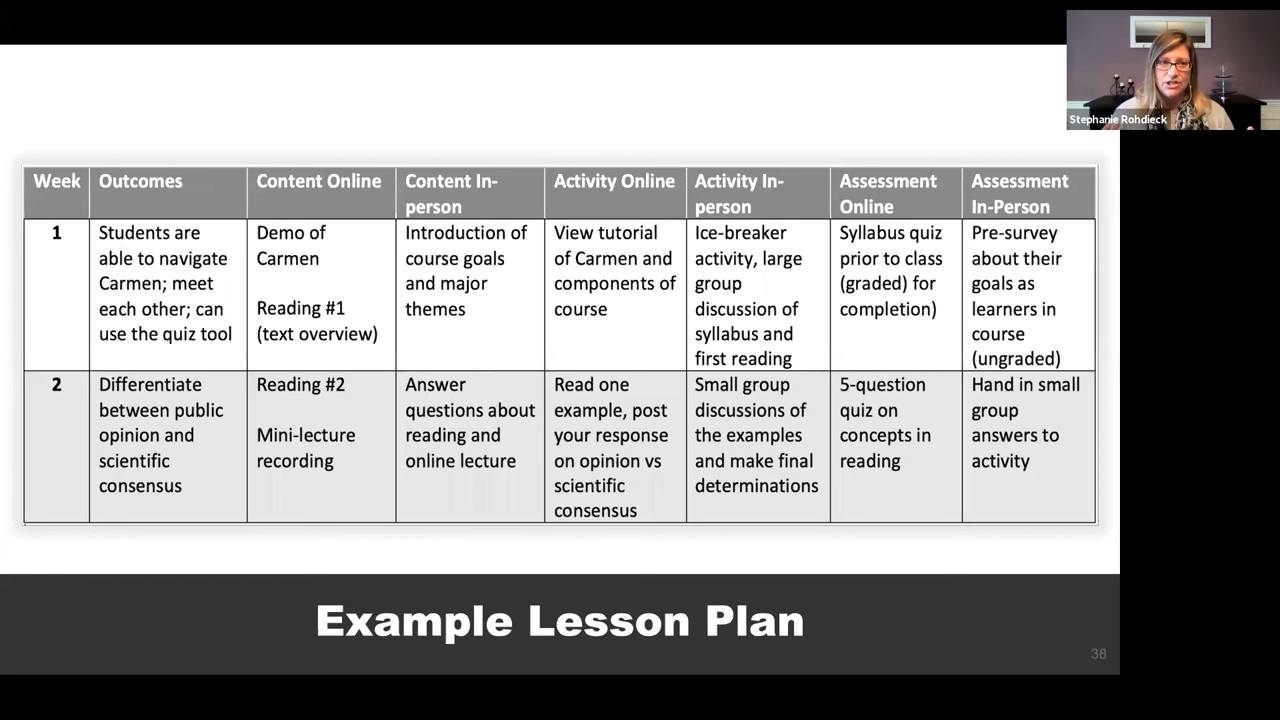 Stephanie Rohdieck
Week
Outcomes
Content Online
Content In-
person
Activity Online
Activity In-
person
Assessment
Online
Assessment
In-Person
1
Students are
able to navigate
Carmen; meet
each other; can
use the quiz tool
Demo of
Carmen
Reading #1
(text overview)
Introduction of
course goals
and major
themes
View tutorial
of Carmen and
components of
course
Ice-breaker
activity, large
group
discussion of
syllabus and
first reading
Syllabus quiz
prior to class
(graded) for
completion)
Pre-survey
about their
goals as
learners in
course
(ungraded)
2
Differentiate
between public
opinion and
scientific
consensus
Reading #2
Mini-lecture
recording
Answer
questions about
reading and
online lecture
Read one
example, post
your response
on opinion vs
scientific
consensus
Small group
discussions of
the examples
and make final
determinations
5-question
quiz on
concepts in
reading
Hand in small
group
answers to
activity
Example Lesson Plan
38